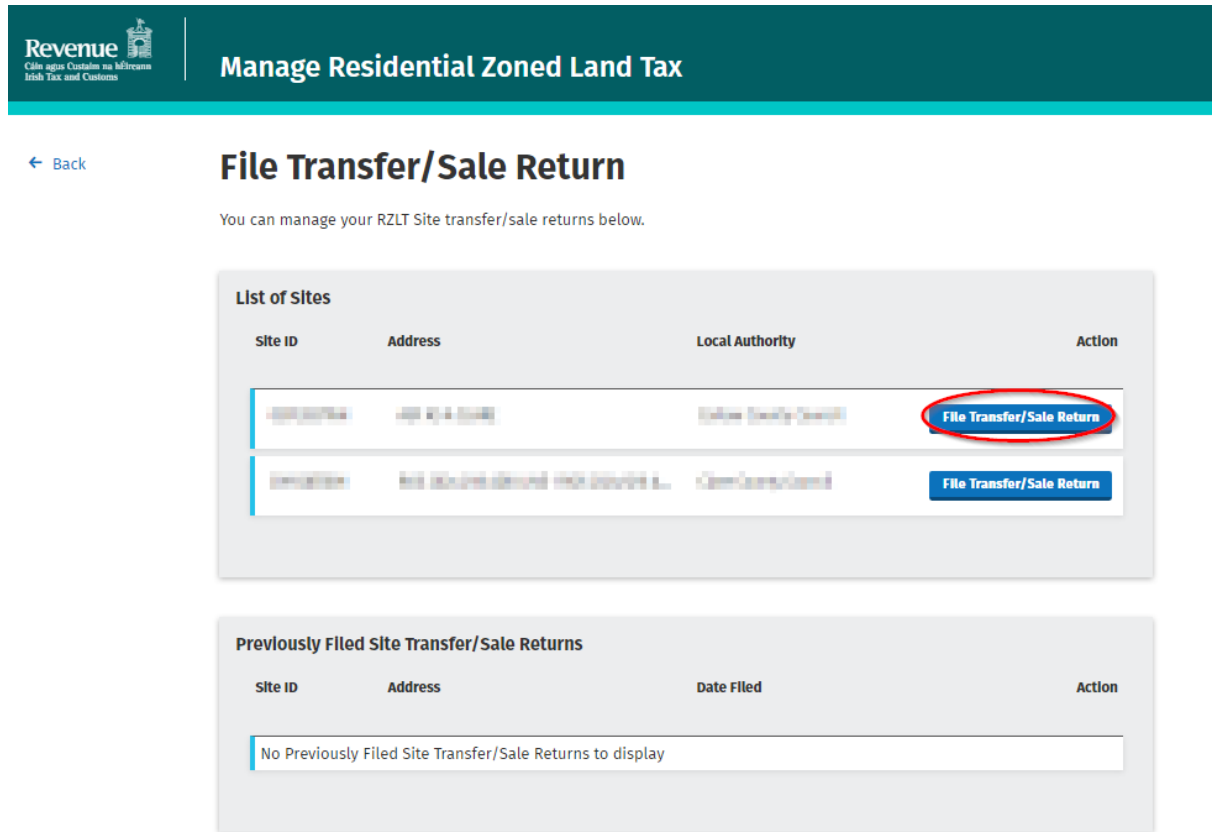 Revenue
Cáin agus Custaim na hÉireann
Irish Tax and Customs
Manage Residential Zoned Land Tax
← Back
File Transfer/Sale Return
You can manage your RZLT Site transfer/sale returns below.
List of Sites
Site ID Address Local Authority Action
File Transfer/Sale Return
File Transfer/Sale Return
Previously Filed Site Transfer/Sale Returns
Site ID Address Date Filed Action
No Previously Filed Site Transfer/Sale Returns to display